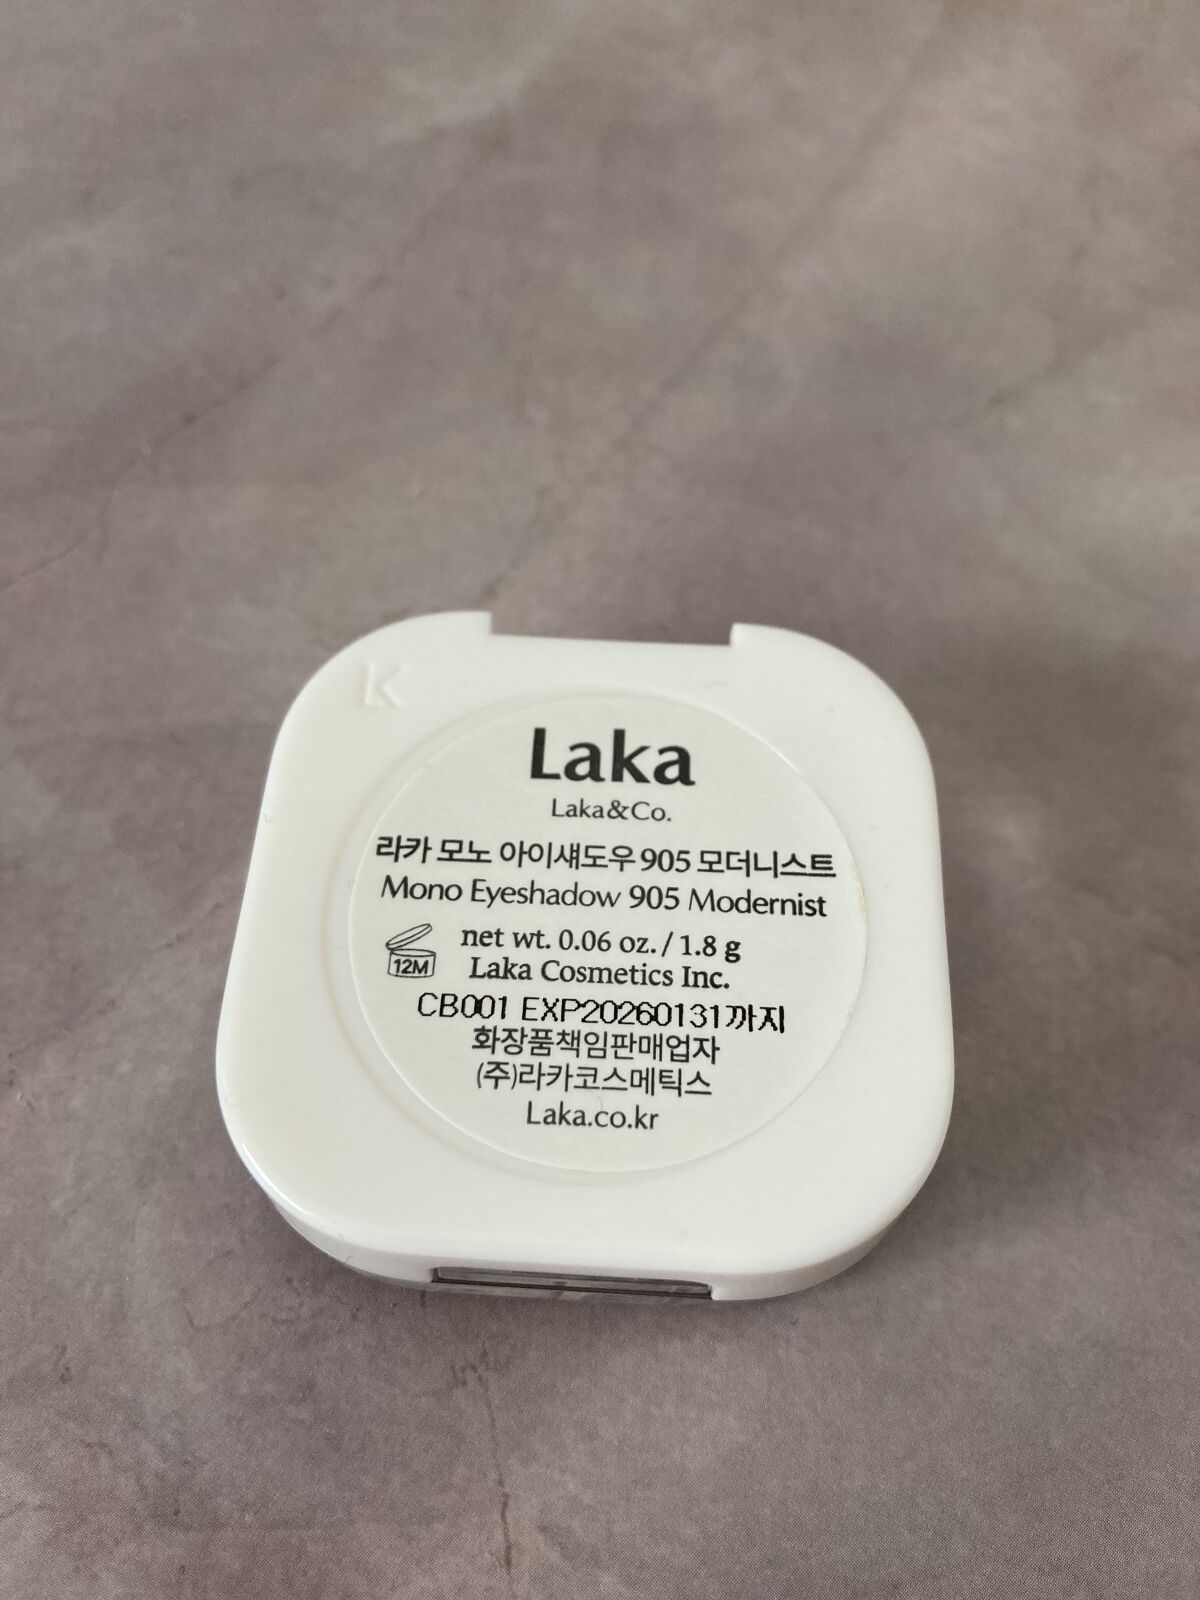 K
Laka
Laka&Co.
라카 모노 아이섀도우 905 모더니스트
Mono Eyeshadow 905 Modernist
12M
net wt. 0.06 oz. / 1.8 g
Laka Cosmetics Inc.
CB001 EXP20260131까지
화장품책임판매업자
(주)라카코스메틱스
Laka.co.kr